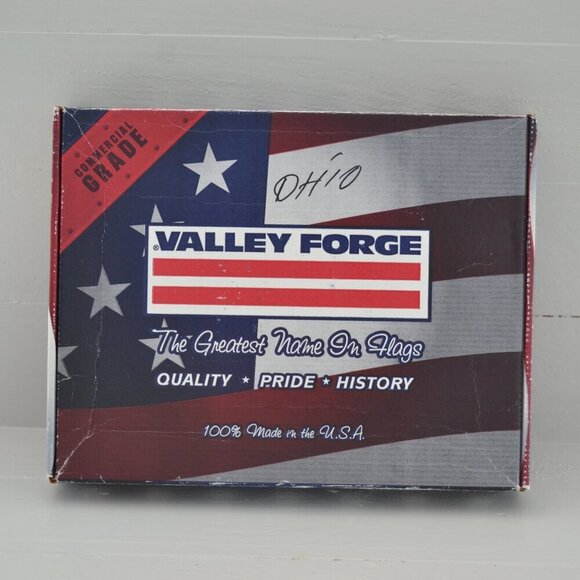 COMMERCIAL
GRADE
OHiO
®VALLEY FORGE
The Greatest Name In Flags
QUALITY ★ PRIDE ★ HISTORY
100% Made in the U.S.A.